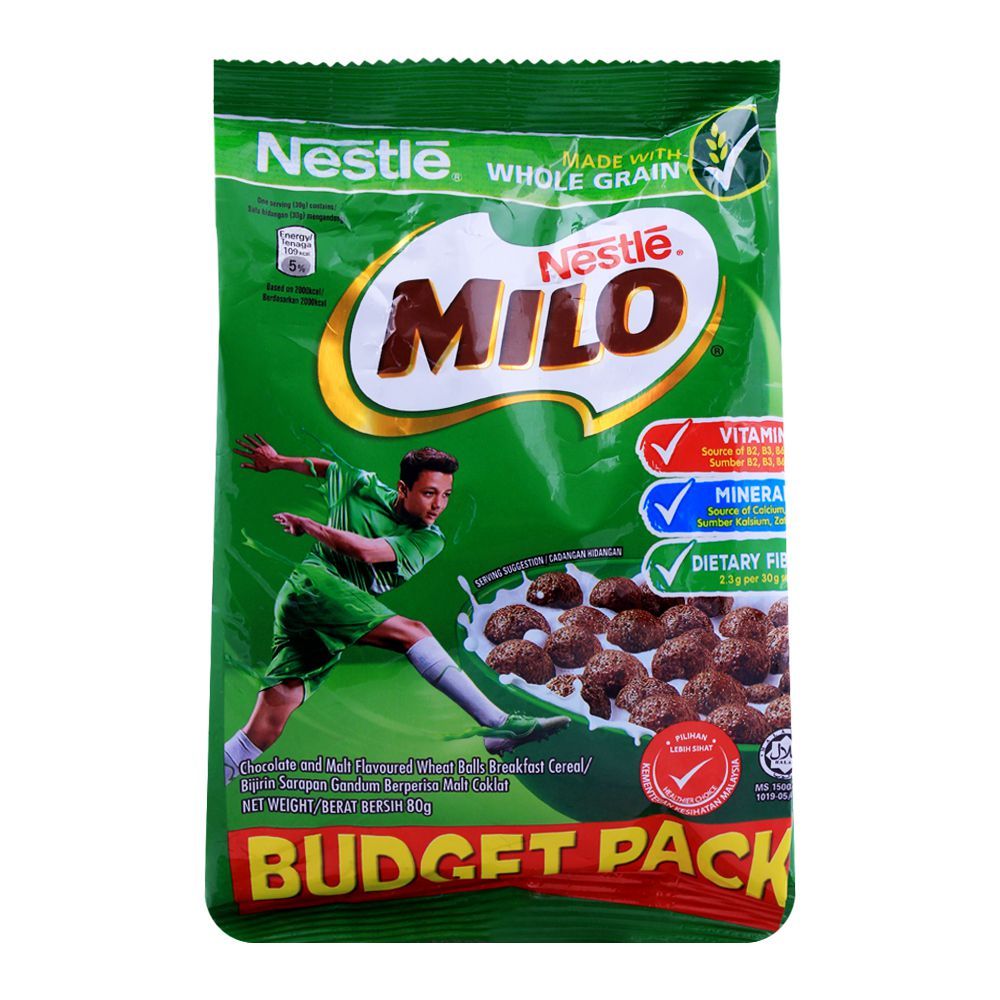 Nestlé®
MADE WITH
WHOLE GRAIN
One serving (30g) contains/
Satu hidangan (30g) mengandungi
Energy/
Tenaga
109 kcal
5%
Based on 2000kcal/
Berdasarkan 2000kcal
Nestlé®
MILO®
VITAMIN
Source of B2, B3, B6
Sumber B2, B3, B6
MINERA
Source of Calcium,
Sumber Kalsium, Zat
DIETARY FIB
2.3g per 30g s
SERVING SUGGESTION / CADANGAN HIDANGAN
PILIHAN
LEBIH SIHAT
HEALTHIER CHOICE
KEMENTERIAN KESIHATAN MALAYSIA
MS 1500
1019-05
Chocolate and Malt Flavoured Wheat Balls Breakfast Cereal/
Bijirin Sarapan Gandum Berperisa Malt Coklat
NET WEIGHT/BERAT BERSIH 80g
BUDGET PACK